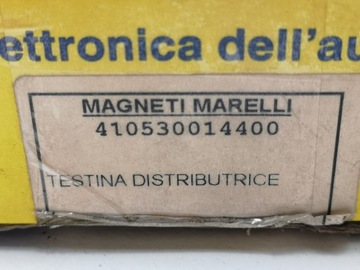 ettronica dell'au
MAGNETI MARELLI
410530014400
TESTINA DISTRIBUTRICE